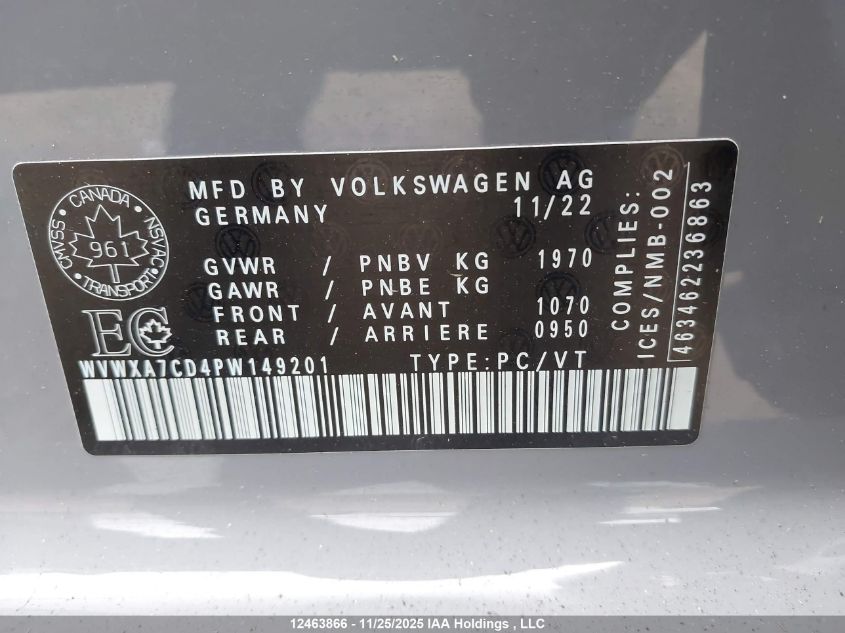 MFD BY VOLKSWAGEN AG
GERMANY 11/22
CANADA
CMVSS
NSVAC
961
TRANSPORT
GVWR / PNBV KG 1970
GAWR / PNBE KG
FRONT / AVANT 1070
REAR / ARRIERE 0950
EC
WVWXA7CD4PW149201 TYPE:PC/VT
COMPLIES:
ICES/NMB-002
463462236863
12463866 - 11/25/2025 IAA Holdings, LLC